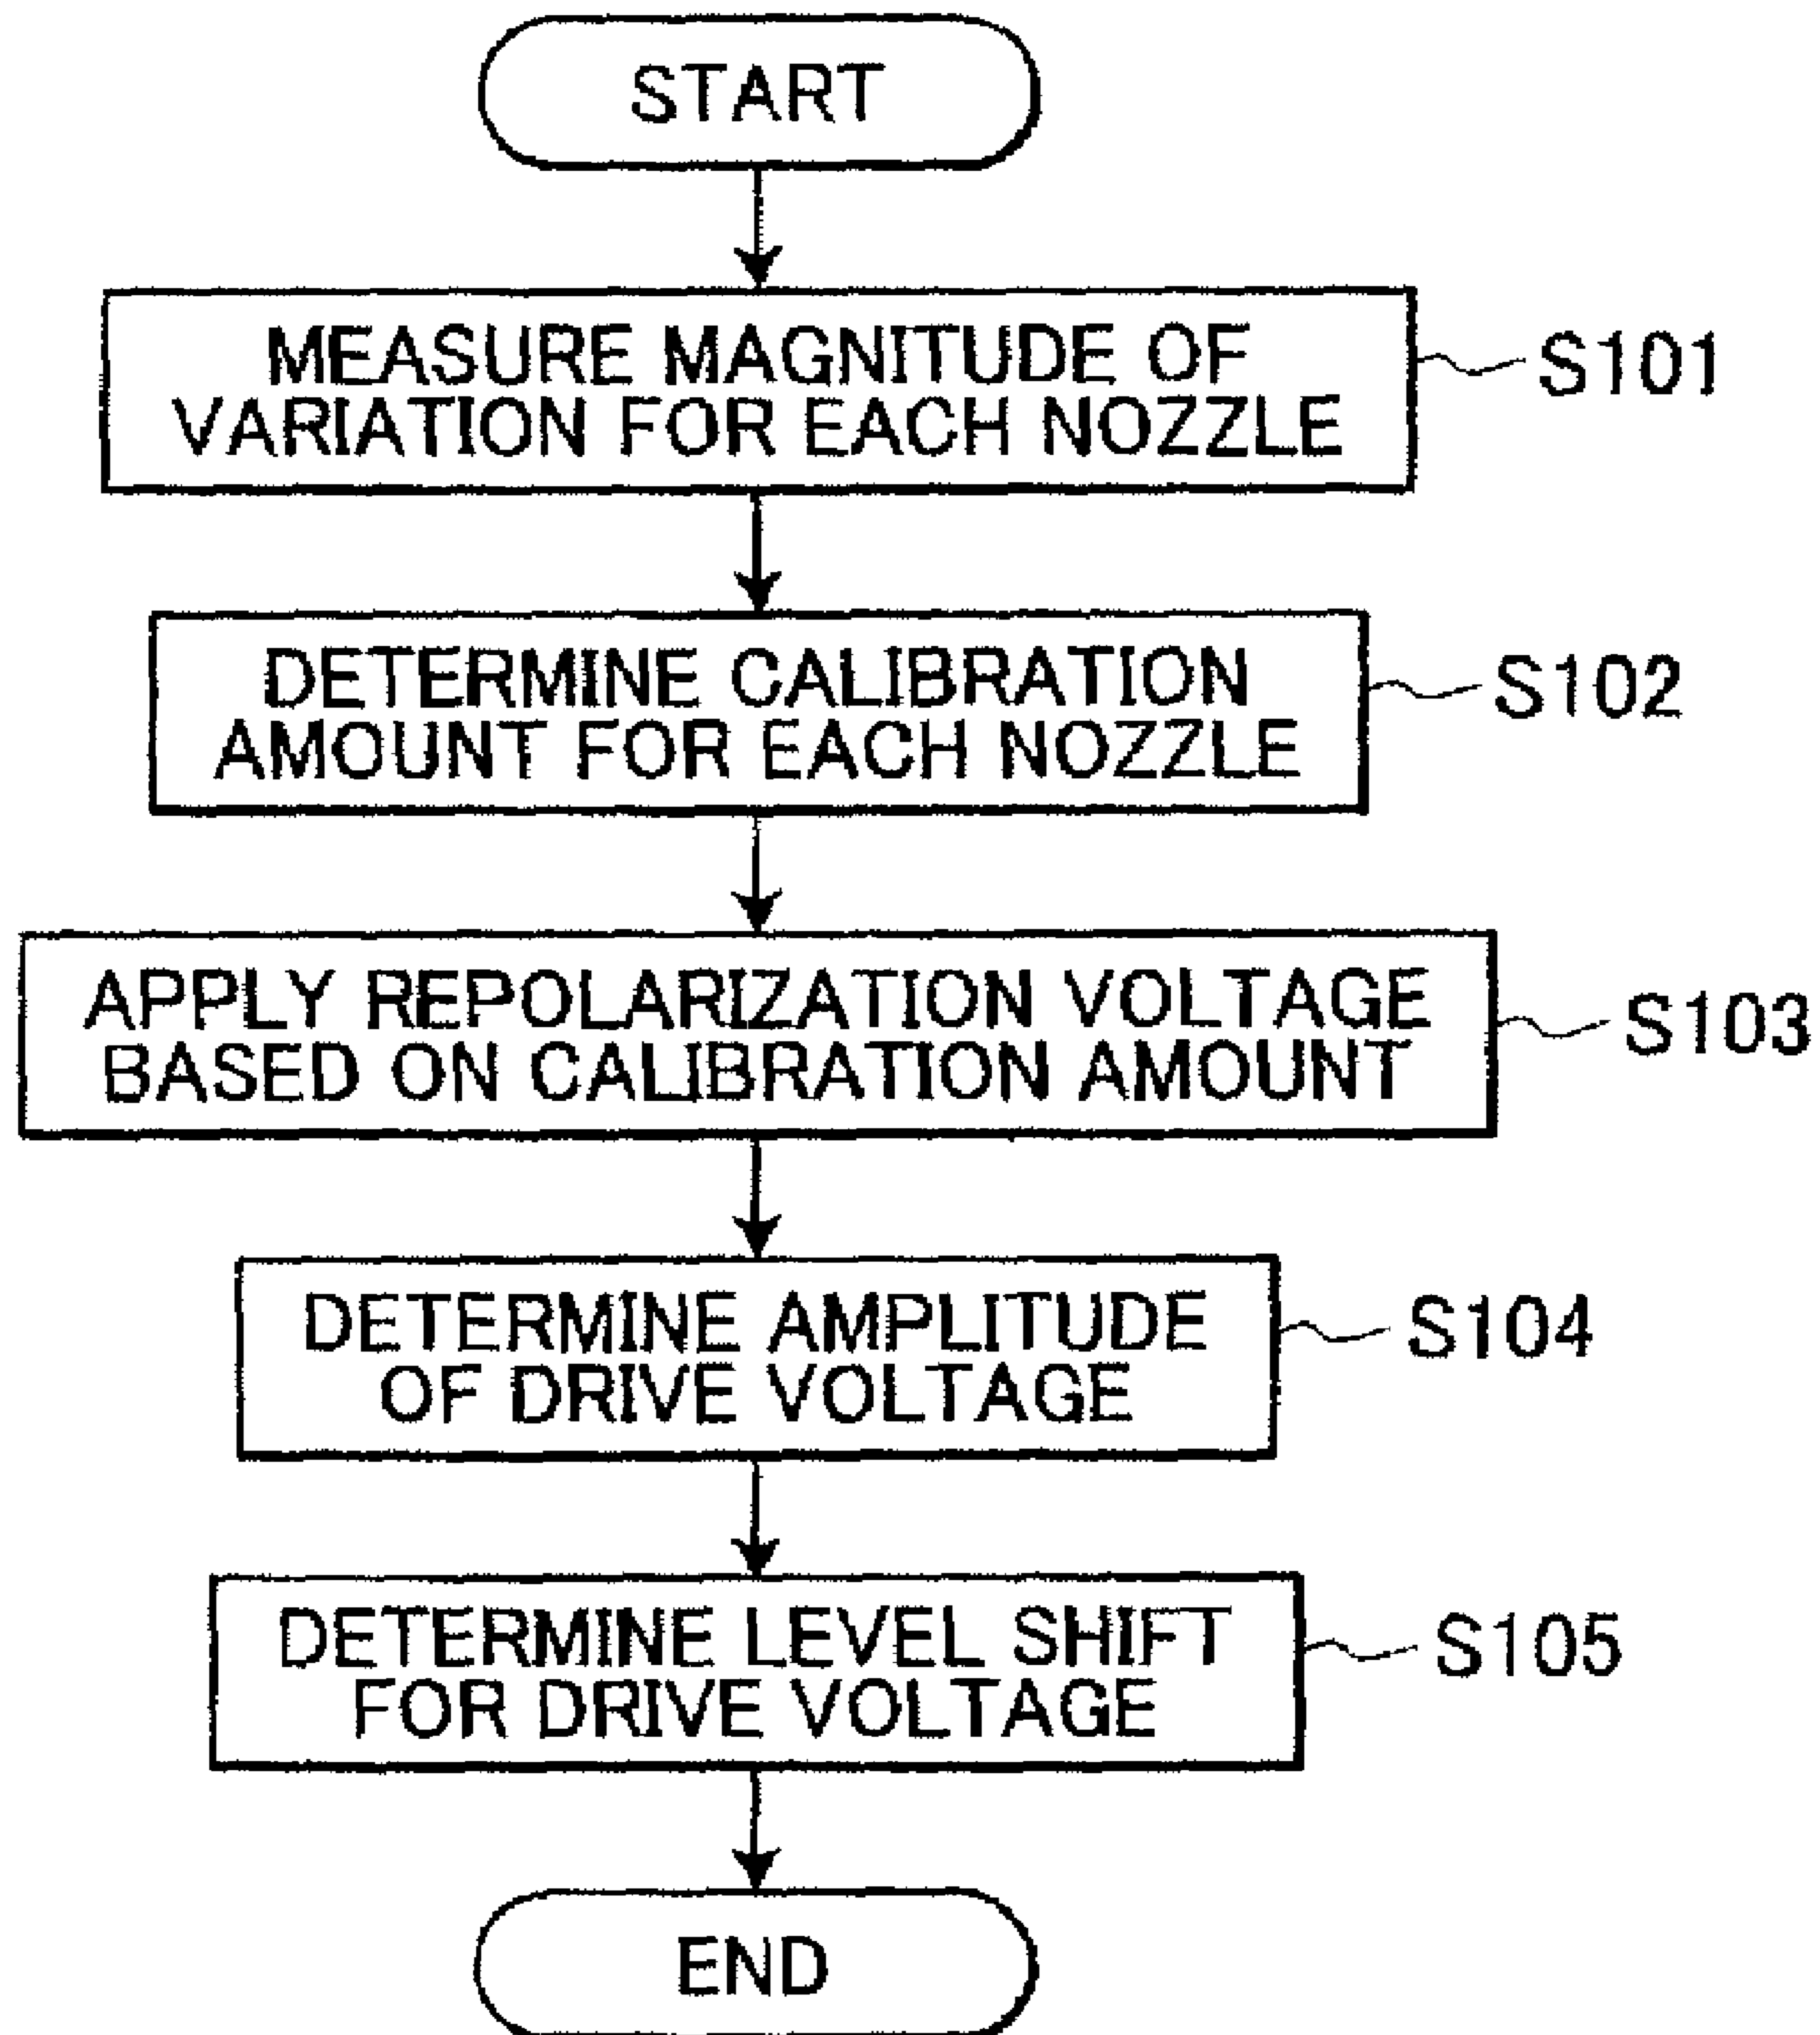 START
MEASURE MAGNITUDE OF
VARIATION FOR EACH NOZZLE
S101
DETERMINE CALIBRATION
AMOUNT FOR EACH NOZZLE
S102
APPLY REPOLARIZATION VOLTAGE
BASED ON CALIBRATION AMOUNT
S103
DETERMINE AMPLITUDE
OF DRIVE VOLTAGE
S104
DETERMINE LEVEL SHIFT
FOR DRIVE VOLTAGE
S105
END